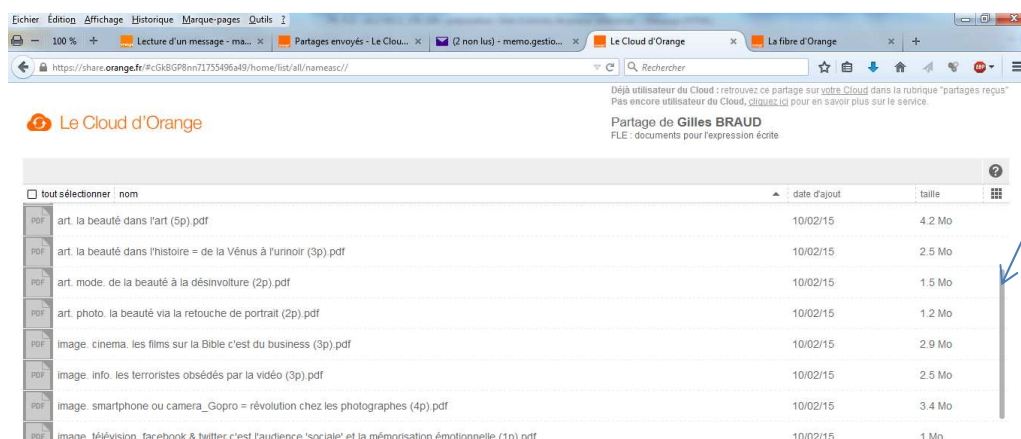 Fichier Édition Affichage Historique Marque-pages Outils ?
100 % + Lecture d'un message - ma... × Partages envoyés - Le Clou... × (2 non lus) - memo.gestio... × Le Cloud d'Orange × La fibre d'Orange × +
https://share.orange.fr/#cGkBGP8nn71755496a49/home/list/all/nameasc// Rechercher
Déjà utilisateur du Cloud : retrouvez ce partage sur votre Cloud dans la rubrique "partages reçus"
Pas encore utilisateur du Cloud, cliquez ici pour en savoir plus sur le service.
Le Cloud d'Orange
Partage de Gilles BRAUD
FLE : documents pour l'expression écrite
?
tout sélectionner nom date d'ajout taille
PDF art. la beauté dans l'art (5p).pdf 10/02/15 4.2 Mo
PDF art. la beauté dans l'histoire = de la Vénus à l'urinoir (3p).pdf 10/02/15 2.5 Mo
PDF art. mode. de la beauté à la désinvolture (2p).pdf 10/02/15 1.5 Mo
PDF art. photo. la beauté via la retouche de portrait (2p).pdf 10/02/15 1.2 Mo
PDF image. cinema. les films sur la Bible c'est du business (3p).pdf 10/02/15 2.9 Mo
PDF image. info. les terroristes obsédés par la vidéo (3p).pdf 10/02/15 2.5 Mo
PDF image. smartphone ou camera_Gopro = révolution chez les photographes (4p).pdf 10/02/15 3.4 Mo
PDF image. télévision. facebook & twitter c'est l'audience 'sociale' et la mémorisation émotionnelle (1p).pdf 10/02/15 1 Mo